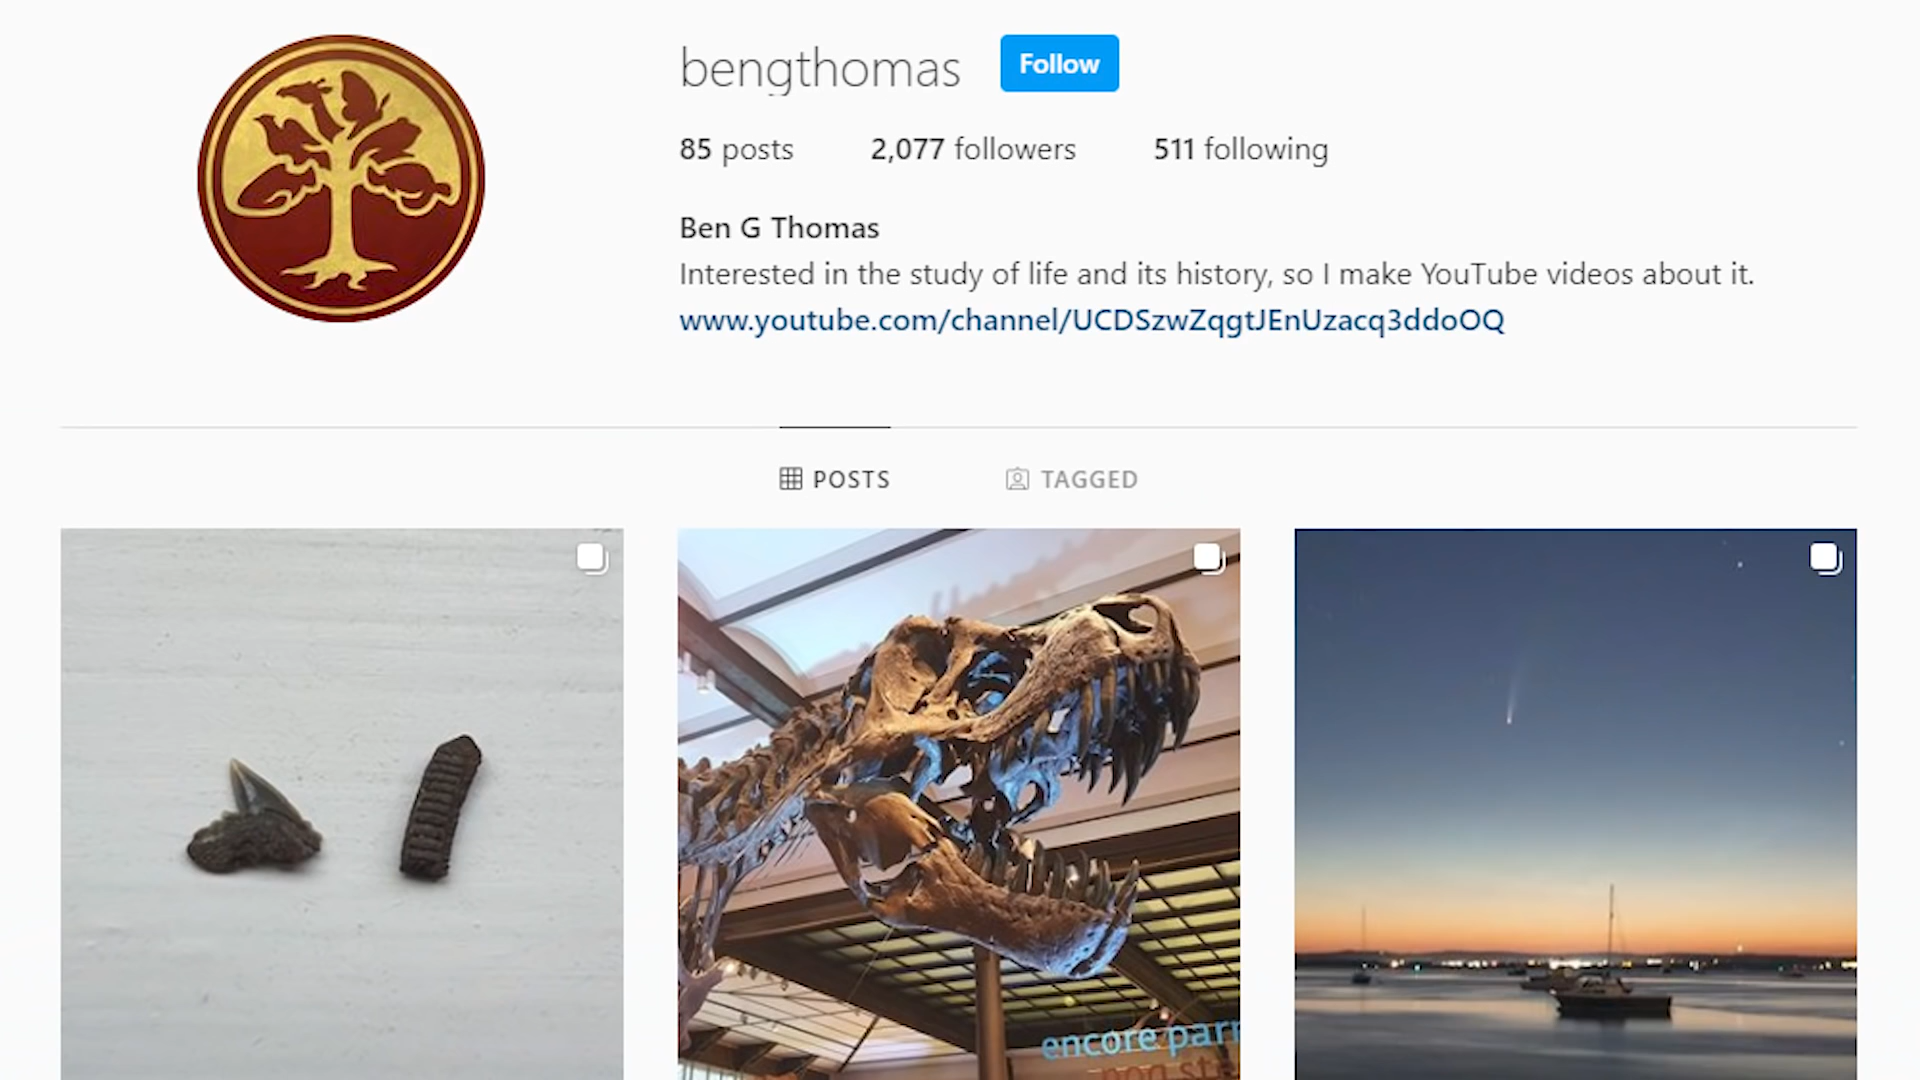 bengthomas Follow
85 posts 2,077 followers 511 following
Ben G Thomas
Interested in the study of life and its history, so I make YouTube videos about it.
www.youtube.com/channel/UCDSzwZqgtJEnUzacq3ddoOQ
POSTS TAGGED
encore parr